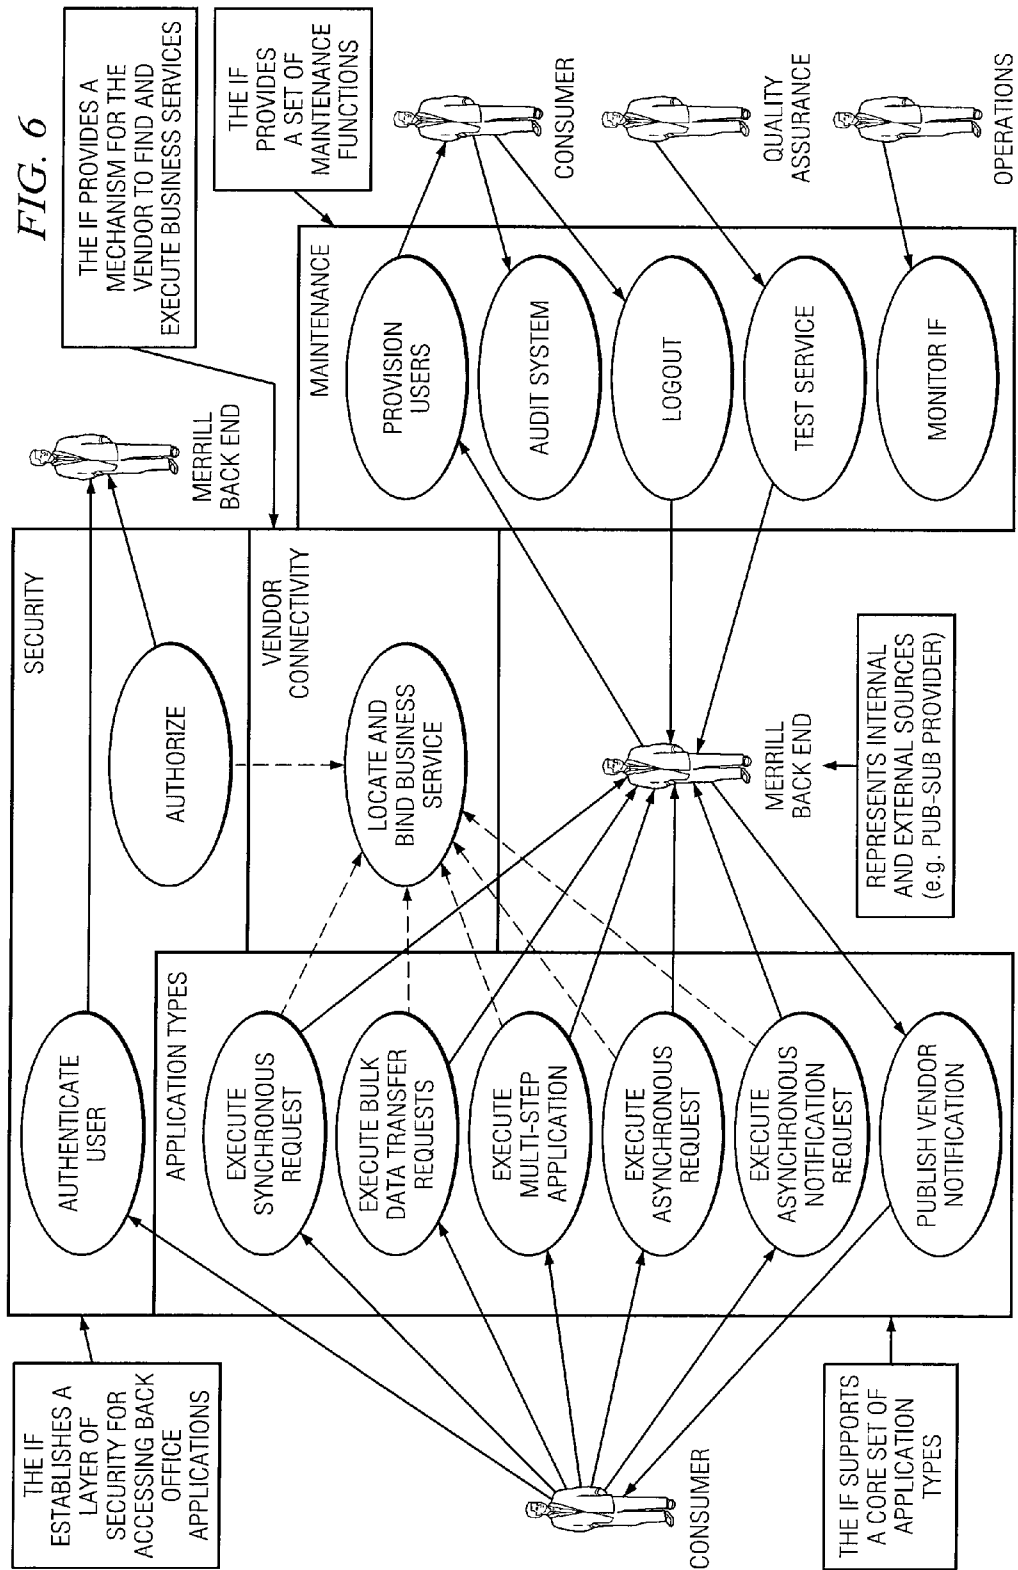 FIG. 6
THE IF
ESTABLISHES A
LAYER OF
SECURITY FOR
ACCESSING BACK
OFFICE
APPLICATIONS
THE IF PROVIDES A
MECHANISM FOR THE
VENDOR TO FIND AND
EXECUTE BUSINESS SERVICES
THE IF
PROVIDES
A SET OF
MAINTENANCE
FUNCTIONS
SECURITY
AUTHENTICATE
USER
AUTHORIZE
MERRILL
BACK END
VENDOR
CONNECTIVITY
LOCATE AND
BIND BUSINESS
SERVICE
APPLICATION TYPES
EXECUTE
SYNCHRONOUS
REQUEST
EXECUTE BULK
DATA TRANSFER
REQUESTS
EXECUTE
MULTI-STEP
APPLICATION
EXECUTE
ASYNCHRONOUS
REQUEST
EXECUTE
ASYNCHRONOUS
NOTIFICATION
REQUEST
PUBLISH VENDOR
NOTIFICATION
CONSUMER
THE IF SUPPORTS
A CORE SET OF
APPLICATION
TYPES
MERRILL
BACK END
REPRESENTS INTERNAL
AND EXTERNAL SOURCES
(e.g. PUB-SUB PROVIDER)
MAINTENANCE
PROVISION
USERS
AUDIT SYSTEM
LOGOUT
TEST SERVICE
MONITOR IF
CONSUMER
QUALITY
ASSURANCE
OPERATIONS